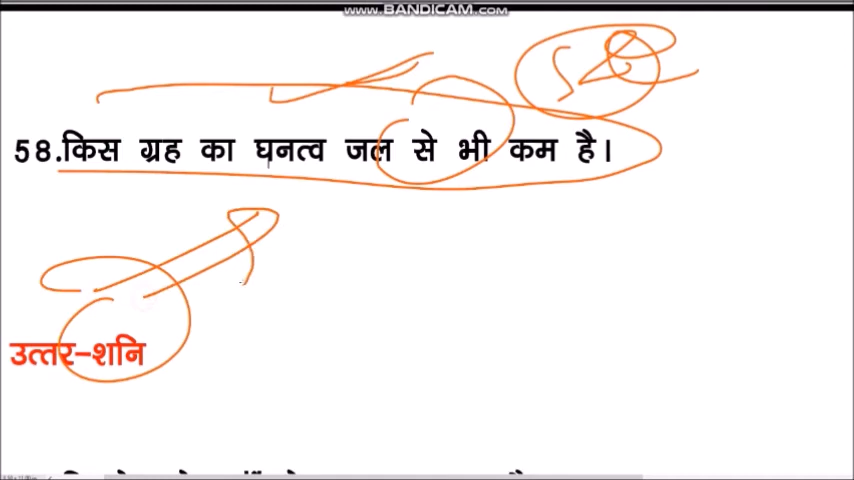 WWW.BANDICAM.COM
58.किस ग्रह का घनत्व जल से भी कम है।
उत्तर-शनि